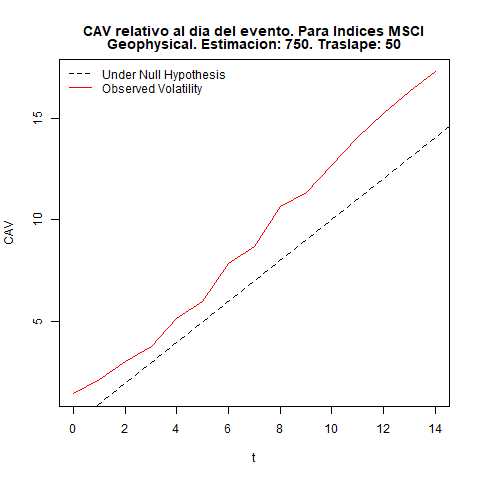 CAV relativo al dia del evento. Para Indices MSCI
Geophysical. Estimacion: 750. Traslape: 50
Under Null Hypothesis
Observed Volatility
15
10
5
CAV
0 2 4 6 8 10 12 14
t